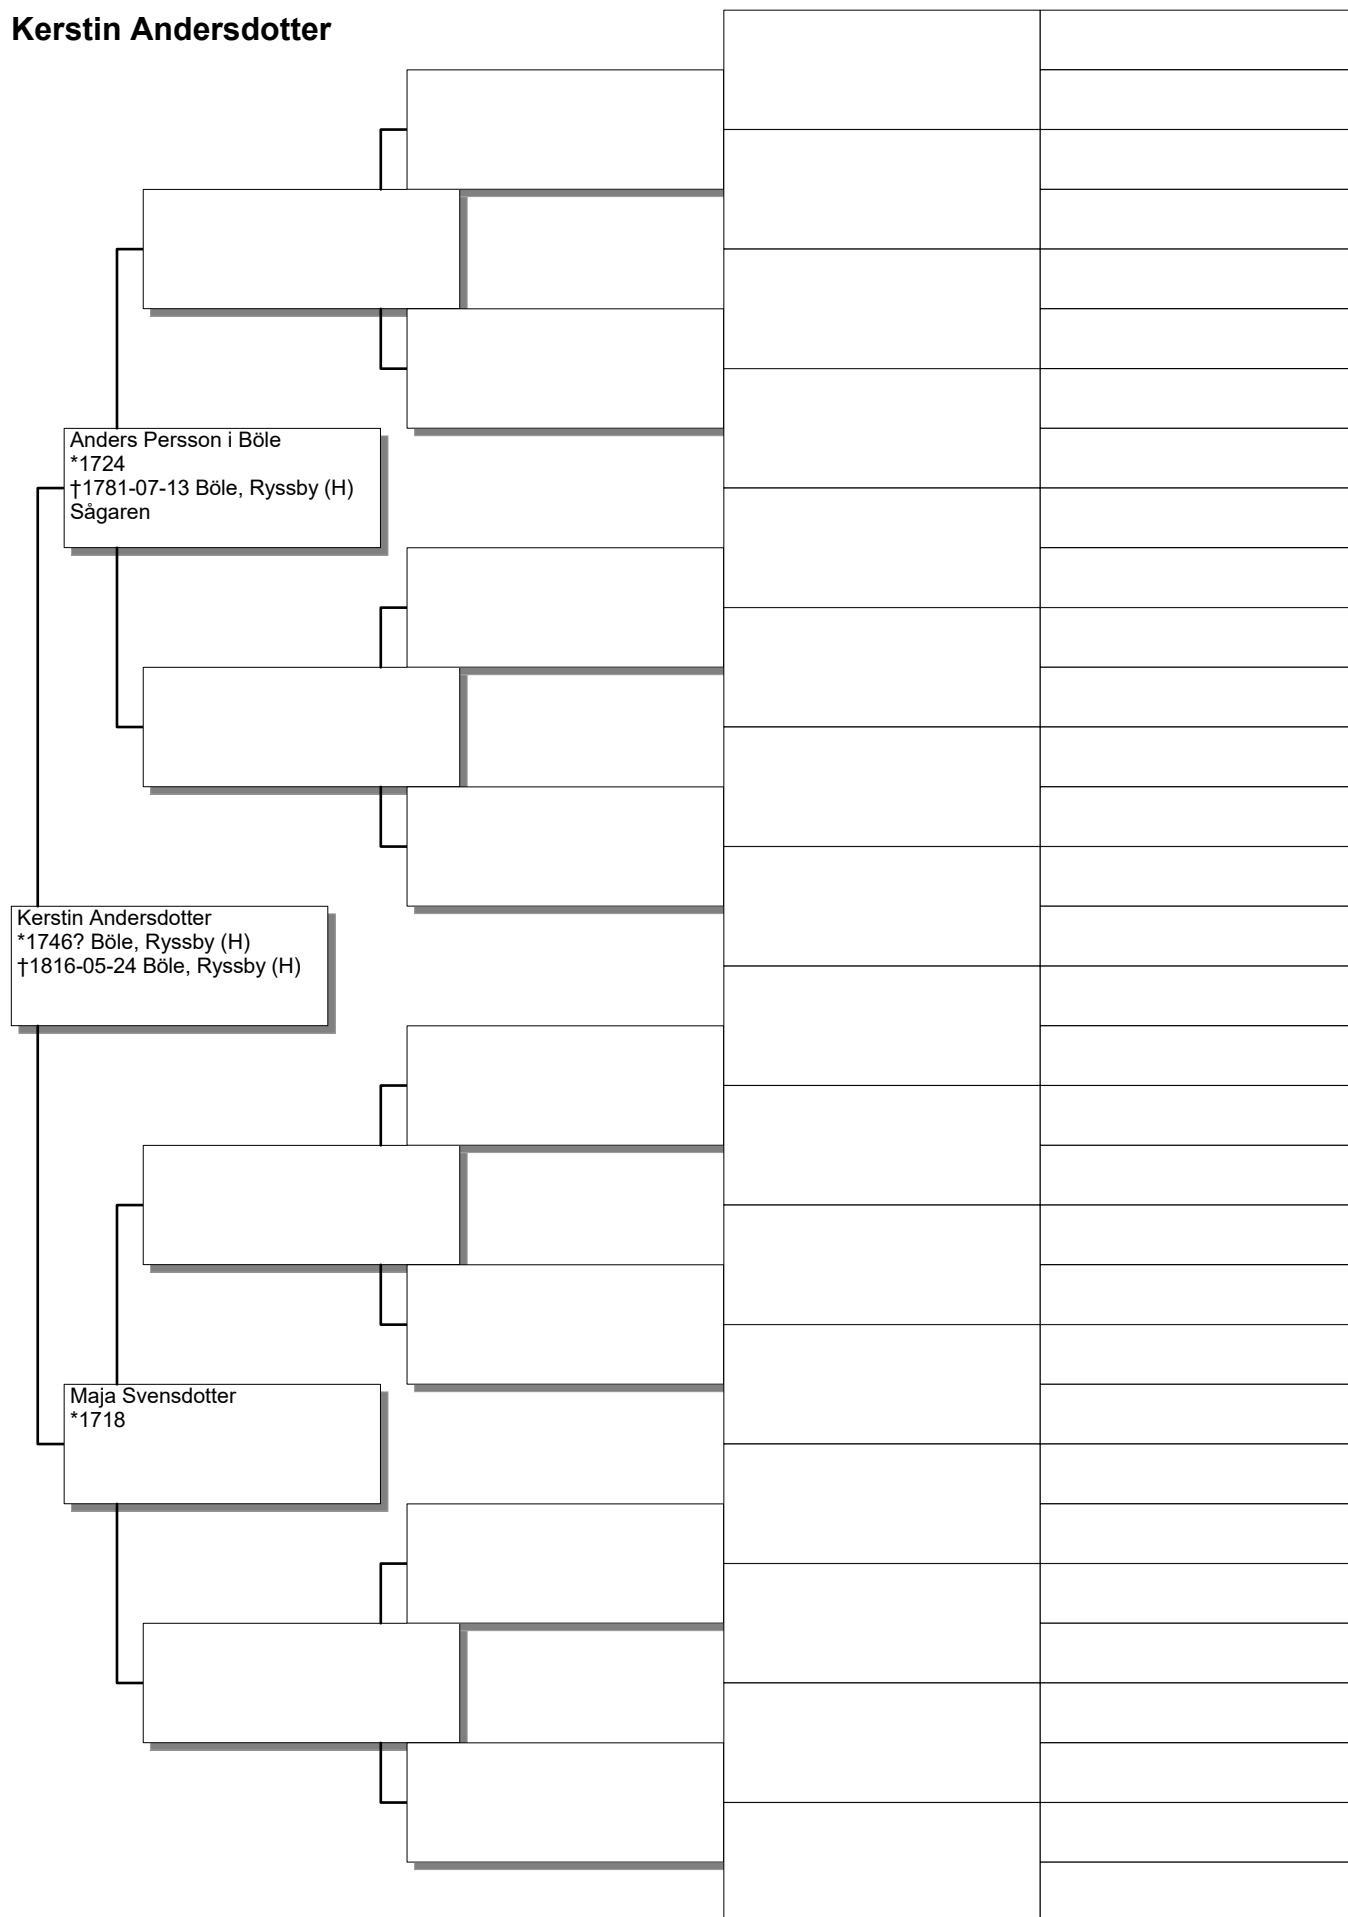 Kerstin Andersdotter
Anders Persson i Böle
*1724
†1781-07-13 Böle, Ryssby (H)
Sågaren
Kerstin Andersdotter
*1746? Böle, Ryssby (H)
†1816-05-24 Böle, Ryssby (H)
Maja Svensdotter
*1718